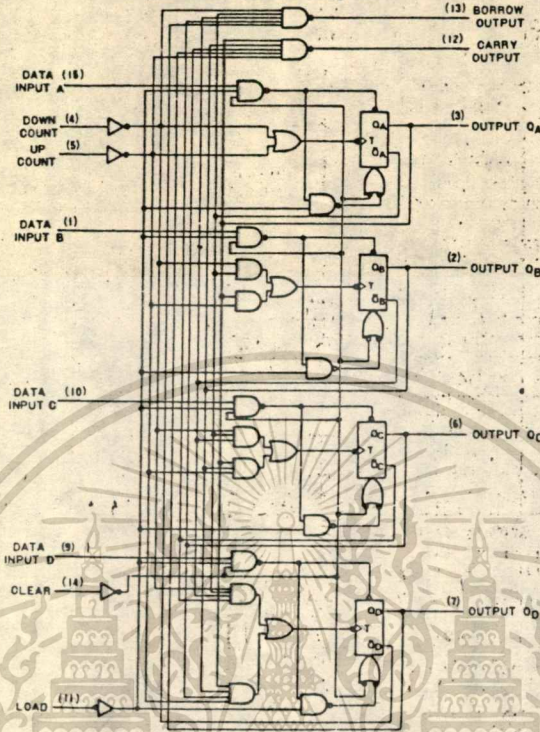 (13) BORROW
OUTPUT
(12) CARRY
OUTPUT
DATA (15)
INPUT A
DOWN (4)
COUNT
UP (5)
COUNT
QA
T
Q̄A
(3) OUTPUT QA
DATA (1)
INPUT B
QB
T
Q̄B
(2) OUTPUT QB
DATA (10)
INPUT C
QC
T
Q̄C
(6) OUTPUT QC
DATA (9)
INPUT D
CLEAR (14)
QD
T
Q̄D
(7) OUTPUT QD
LOAD (11)